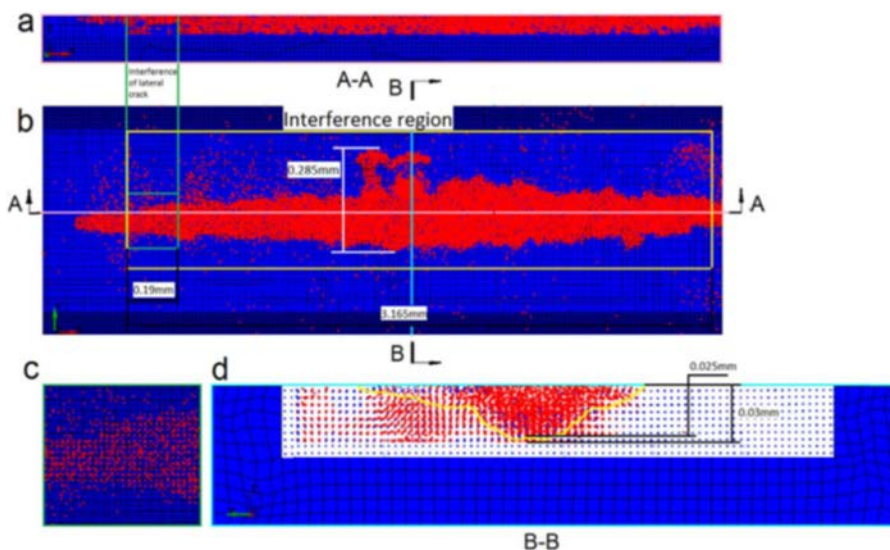 a
Interference
of lateral
crack
A-A
B
b
Interference region
0.285mm
A
A
0.19mm
3.165mm
B
c
d
0.025mm
0.03mm
B-B